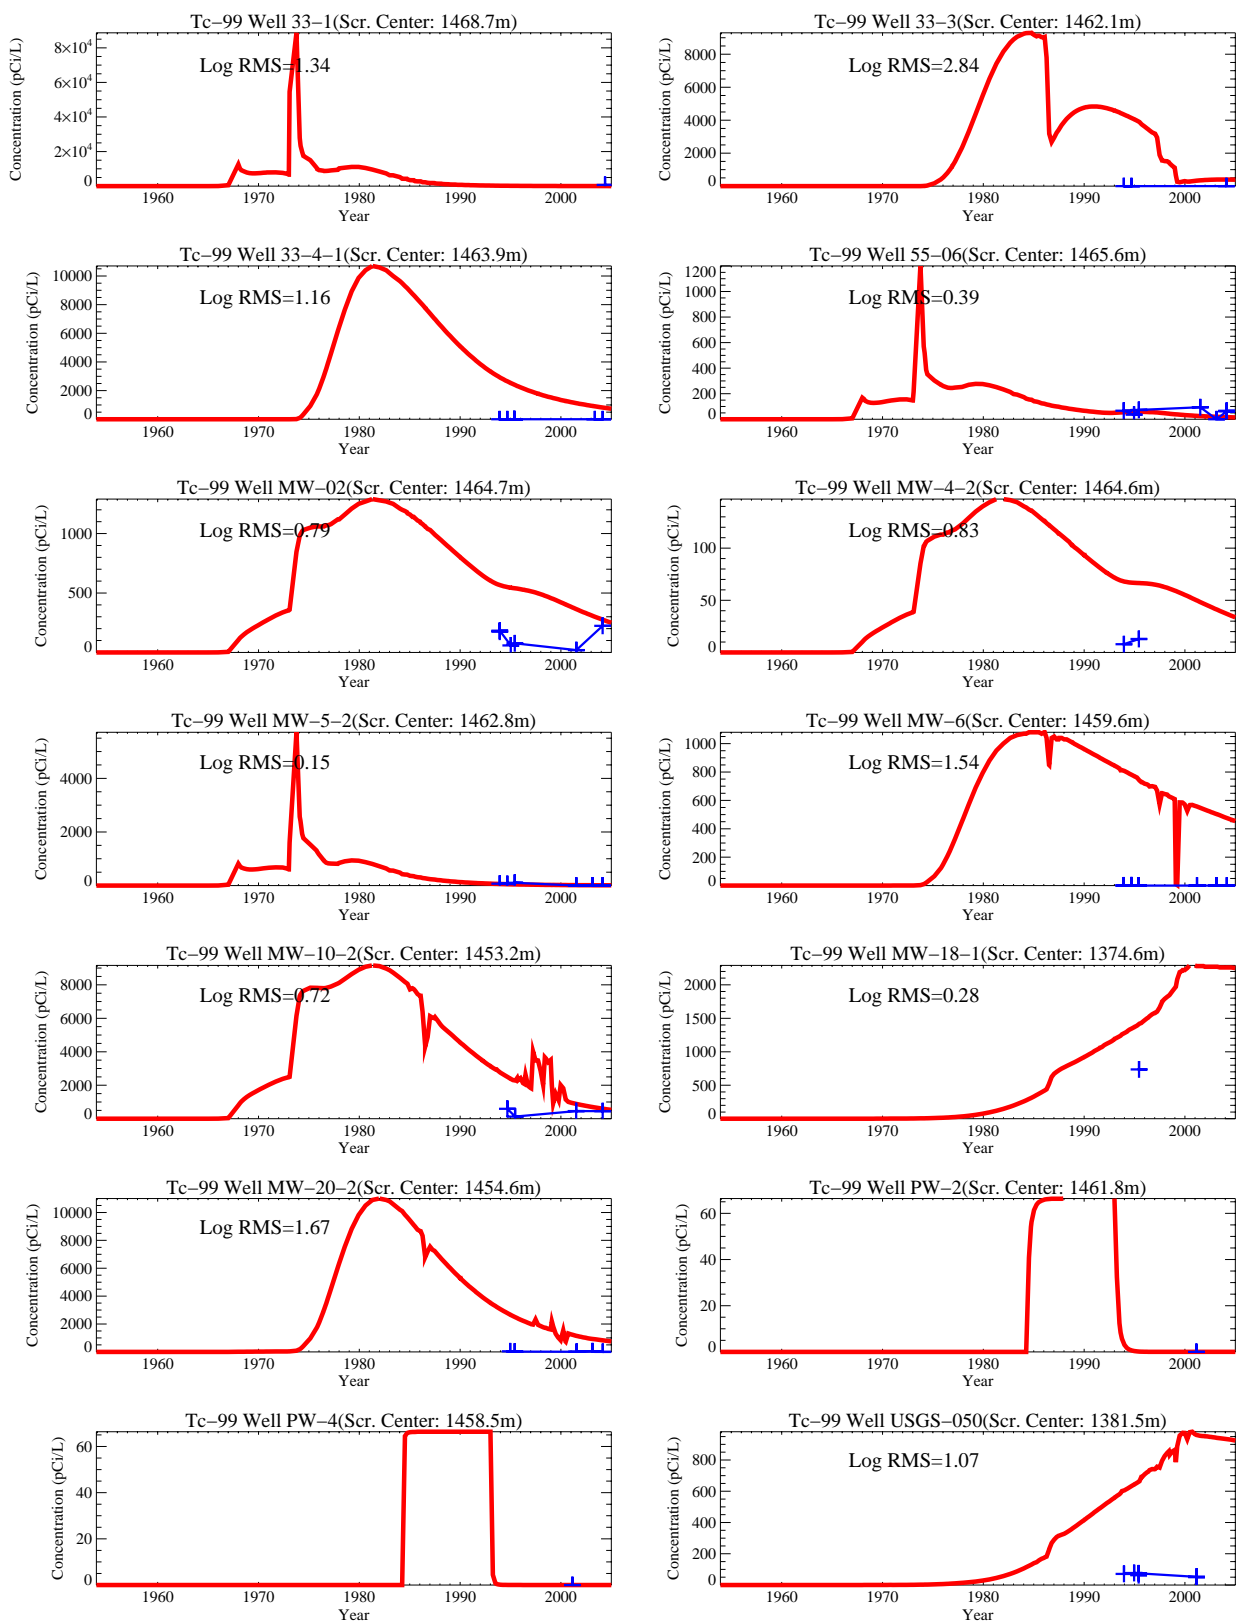 Tc−99 Well 33−1(Scr. Center: 1468.7m)
Log RMS=1.34
Concentration (pCi/L)
8×10⁴
6×10⁴
4×10⁴
2×10⁴
0
1960 1970 1980 1990 2000
Year
Tc−99 Well 33−3(Scr. Center: 1462.1m)
Log RMS=2.84
Concentration (pCi/L)
8000
6000
4000
2000
0
1960 1970 1980 1990 2000
Year
Tc−99 Well 33−4−1(Scr. Center: 1463.9m)
Log RMS=1.16
Concentration (pCi/L)
10000
8000
6000
4000
2000
0
1960 1970 1980 1990 2000
Year
Tc−99 Well 55−06(Scr. Center: 1465.6m)
Log RMS=0.39
Concentration (pCi/L)
1200
1000
800
600
400
200
0
1960 1970 1980 1990 2000
Year
Tc−99 Well MW−02(Scr. Center: 1464.7m)
Log RMS=0.79
Concentration (pCi/L)
1000
500
0
1960 1970 1980 1990 2000
Year
Tc−99 Well MW−4−2(Scr. Center: 1464.6m)
Log RMS=0.83
Concentration (pCi/L)
100
50
0
1960 1970 1980 1990 2000
Year
Tc−99 Well MW−5−2(Scr. Center: 1462.8m)
Log RMS=0.15
Concentration (pCi/L)
4000
2000
0
1960 1970 1980 1990 2000
Year
Tc−99 Well MW−6(Scr. Center: 1459.6m)
Log RMS=1.54
Concentration (pCi/L)
1000
800
600
400
200
0
1960 1970 1980 1990 2000
Year
Tc−99 Well MW−10−2(Scr. Center: 1453.2m)
Log RMS=0.72
Concentration (pCi/L)
8000
6000
4000
2000
0
1960 1970 1980 1990 2000
Year
Tc−99 Well MW−18−1(Scr. Center: 1374.6m)
Log RMS=0.28
Concentration (pCi/L)
2000
1500
1000
500
0
1960 1970 1980 1990 2000
Year
Tc−99 Well MW−20−2(Scr. Center: 1454.6m)
Log RMS=1.67
Concentration (pCi/L)
10000
8000
6000
4000
2000
0
1960 1970 1980 1990 2000
Year
Tc−99 Well PW−2(Scr. Center: 1461.8m)
Concentration (pCi/L)
60
40
20
0
1960 1970 1980 1990 2000
Year
Tc−99 Well PW−4(Scr. Center: 1458.5m)
Concentration (pCi/L)
60
40
20
0
1960 1970 1980 1990 2000
Year
Tc−99 Well USGS−050(Scr. Center: 1381.5m)
Log RMS=1.07
Concentration (pCi/L)
800
600
400
200
0
1960 1970 1980 1990 2000
Year